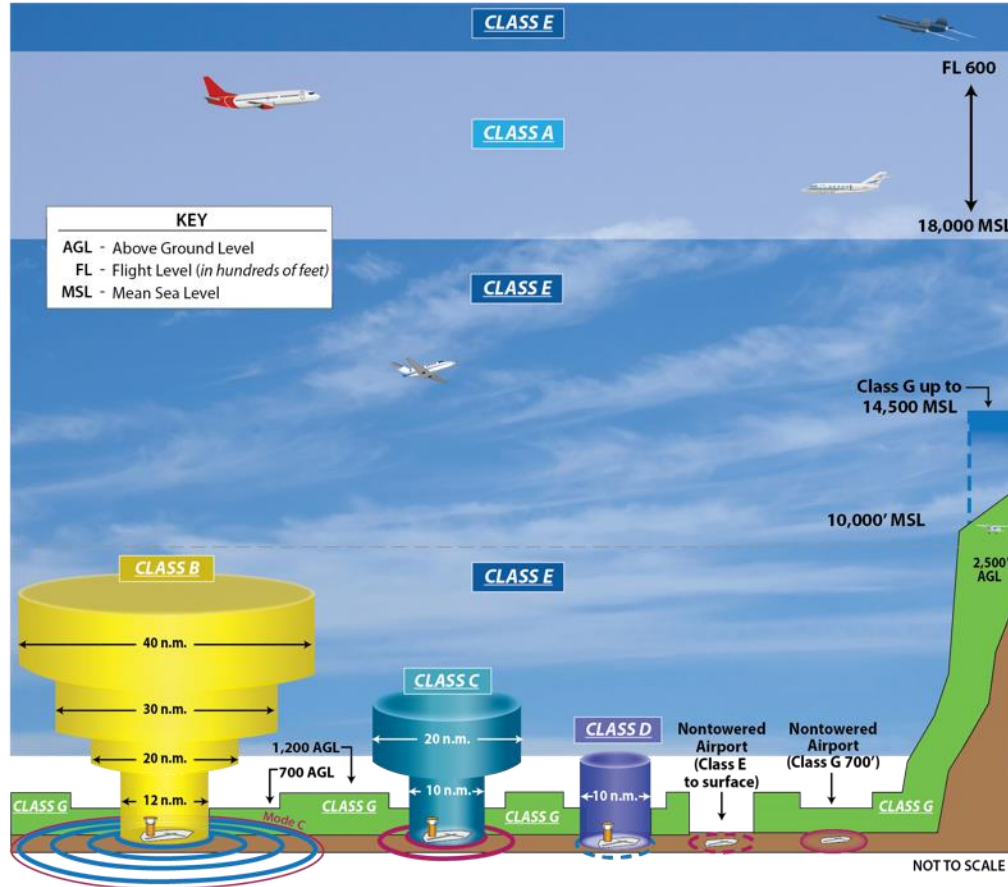 CLASS E
FL 600
CLASS A
18,000 MSL
KEY
AGL - Above Ground Level
FL - Flight Level (in hundreds of feet)
MSL - Mean Sea Level
CLASS E
Class G up to
14,500 MSL
10,000’ MSL
2,500’
AGL
CLASS B
CLASS E
40 n.m.
30 n.m.
20 n.m.
12 n.m.
1,200 AGL
700 AGL
CLASS C
20 n.m.
10 n.m.
CLASS D
10 n.m.
Nontowered
Airport
(Class E
to surface)
Nontowered
Airport
(Class G 700’)
CLASS G
CLASS G
CLASS G
CLASS G
Mode C
NOT TO SCALE